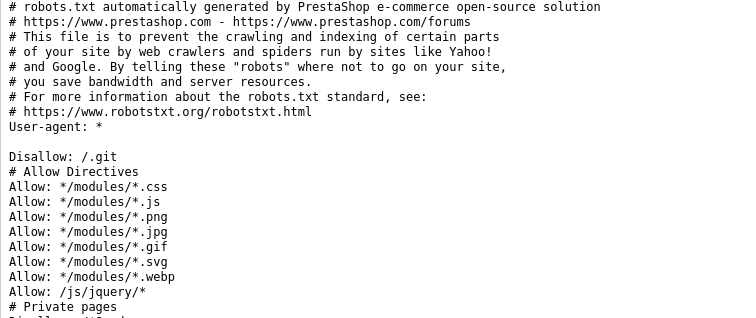 # robots.txt automatically generated by PrestaShop e-commerce open-source solution
# https://www.prestashop.com - https://www.prestashop.com/forums
# This file is to prevent the crawling and indexing of certain parts
# of your site by web crawlers and spiders run by sites like Yahoo!
# and Google. By telling these "robots" where not to go on your site,
# you save bandwidth and server resources.
# For more information about the robots.txt standard, see:
# https://www.robotstxt.org/robotstxt.html
User-agent: *
Disallow: /.git
# Allow Directives
Allow: */modules/*.css
Allow: */modules/*.js
Allow: */modules/*.png
Allow: */modules/*.jpg
Allow: */modules/*.gif
Allow: */modules/*.svg
Allow: */modules/*.webp
Allow: /js/jquery/*
# Private pages